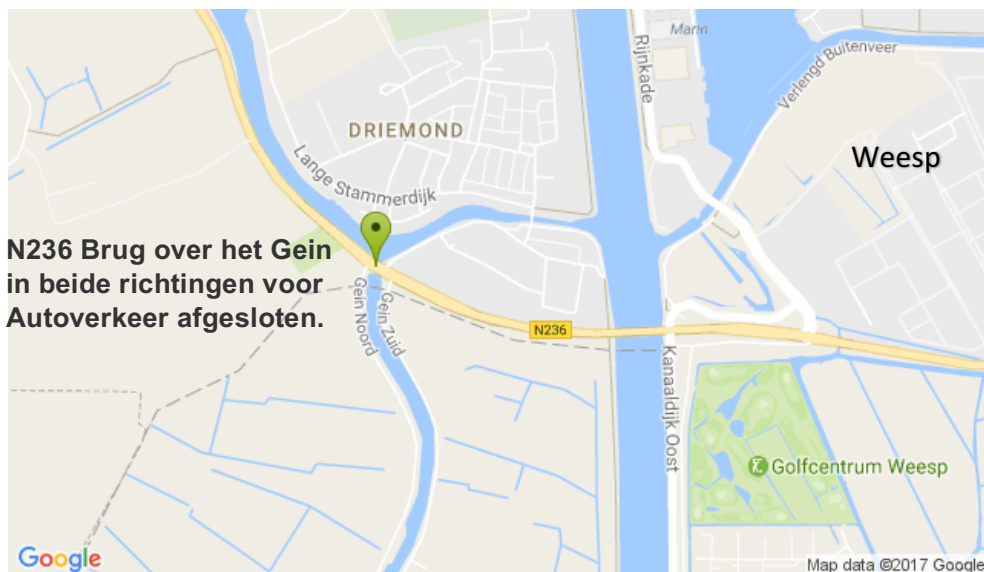 Marin
Rijnkade
Verlengd Buitenveer
DRIEMOND
Weesp
Lange Stammerdijk
N236 Brug over het Gein
in beide richtingen voor
Autoverkeer afgesloten.
Gein Noord
Gein Zuid
N236
Kanaaldijk Oost
Golfcentrum Weesp
Google
Map data ©2017 Google